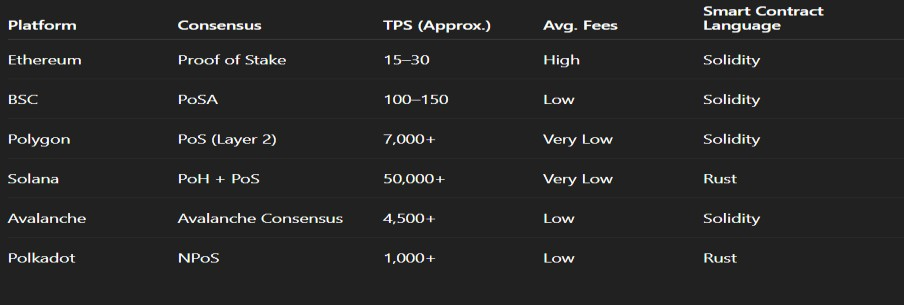 Platform Consensus TPS (Approx.) Avg. Fees Smart Contract Language
Ethereum Proof of Stake 15–30 High Solidity
BSC PoSA 100–150 Low Solidity
Polygon PoS (Layer 2) 7,000+ Very Low Solidity
Solana PoH + PoS 50,000+ Very Low Rust
Avalanche Avalanche Consensus 4,500+ Low Solidity
Polkadot NPoS 1,000+ Low Rust